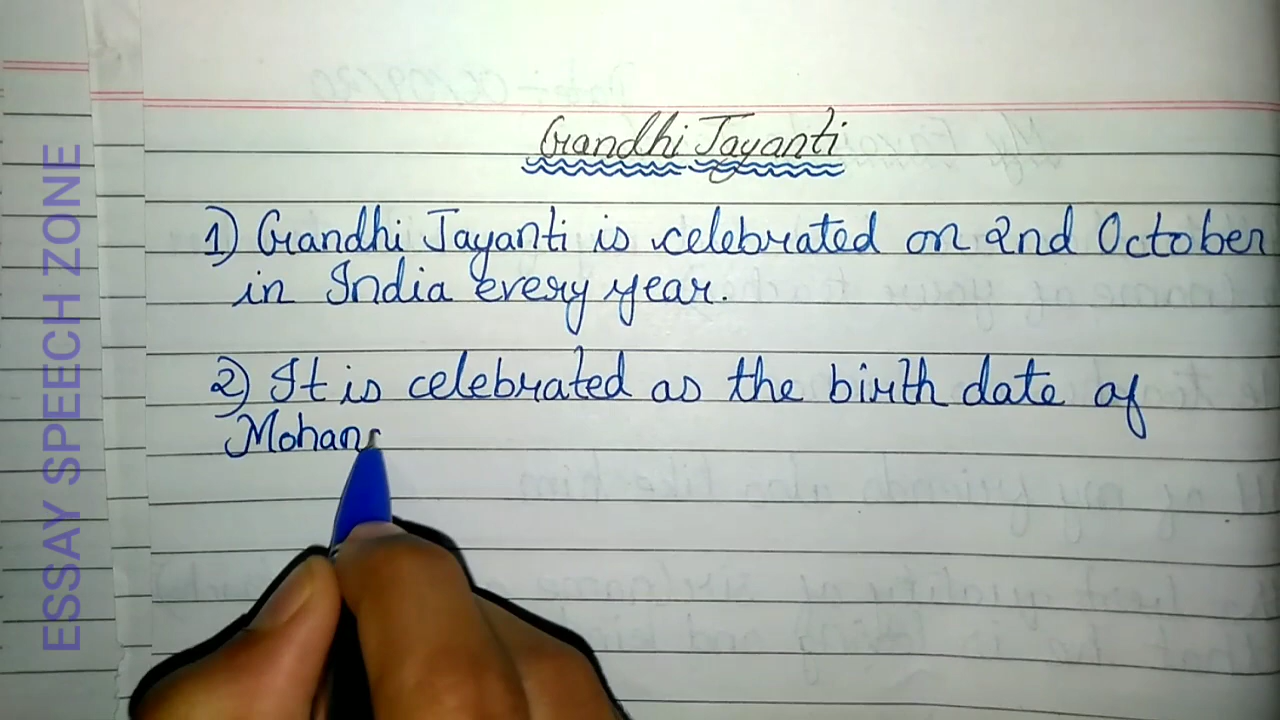 Gandhi Jayanti
1) Gandhi Jayanti is celebrated on 2nd October
in India every year.
2) It is celebrated as the birth date of
Mohan
ESSAY SPEECH ZONE